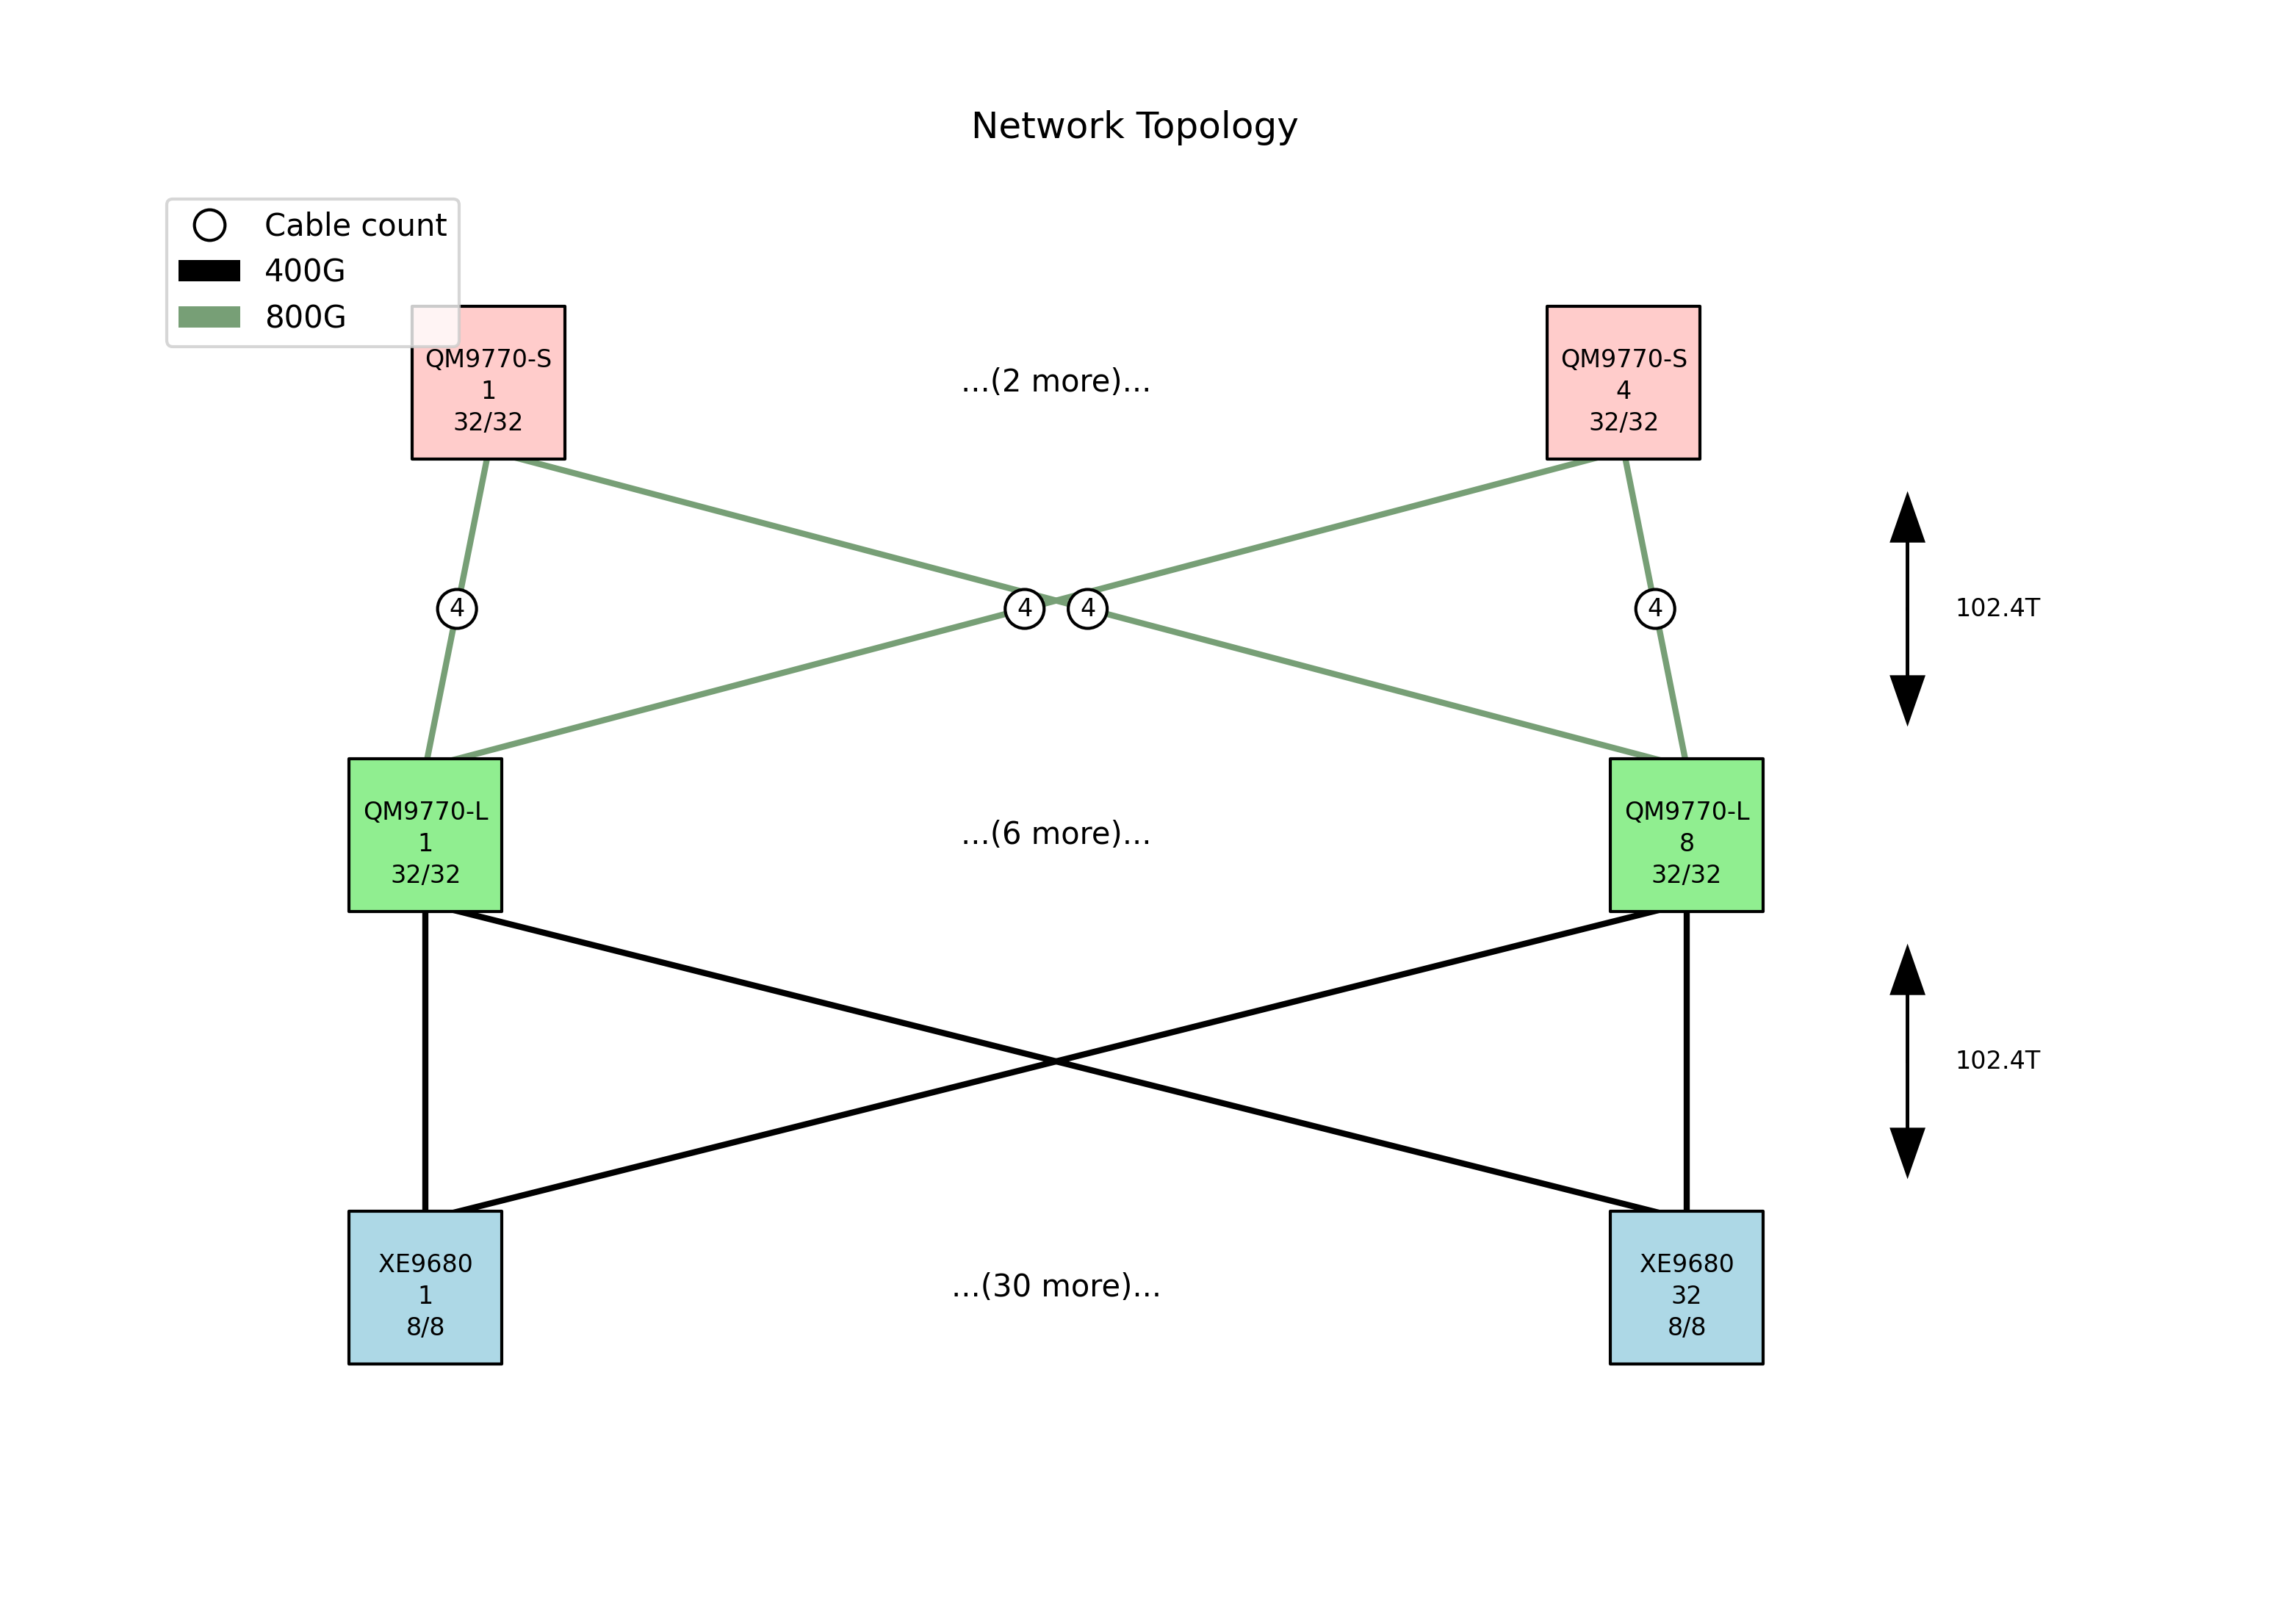 Network Topology
Cable count
400G
800G
QM9770-S
1
32/32
...(2 more)...
QM9770-S
4
32/32
4
4
4
4
102.4T
QM9770-L
1
32/32
...(6 more)...
QM9770-L
8
32/32
102.4T
XE9680
1
8/8
...(30 more)...
XE9680
32
8/8